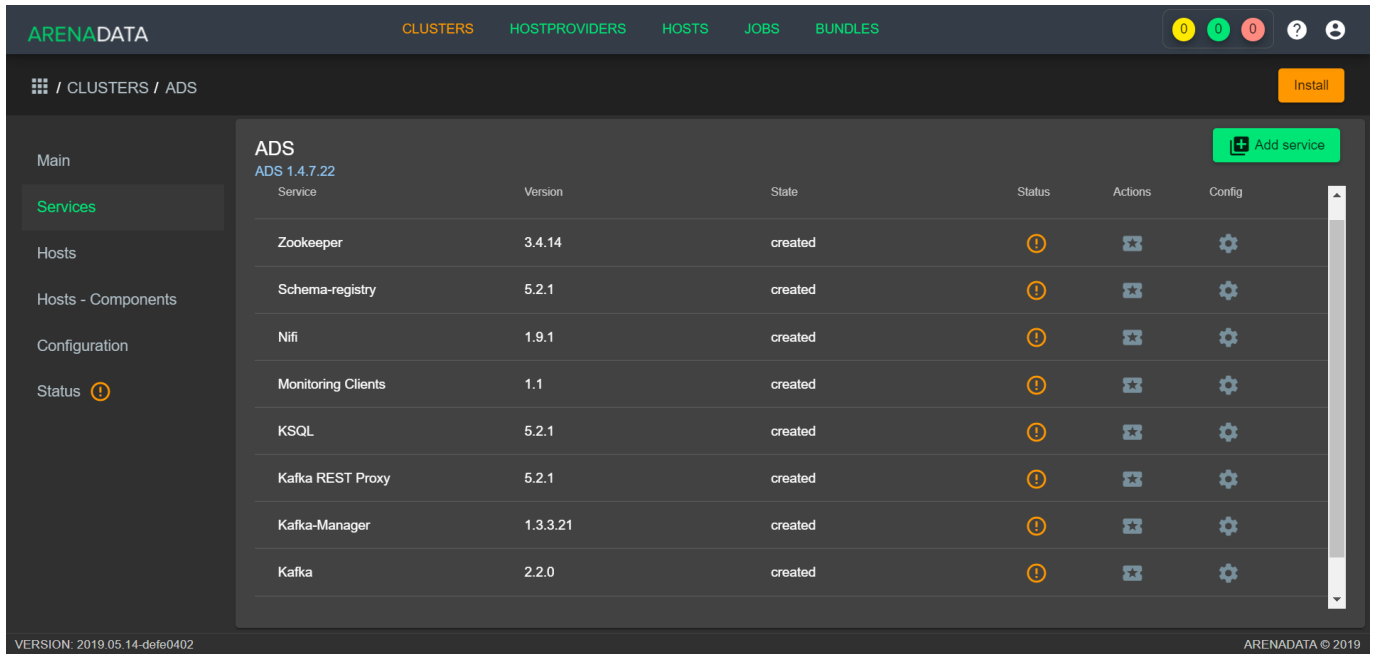 ARENADATA CLUSTERS HOSTPROVIDERS HOSTS JOBS BUNDLES 0 0 0 ?
/ CLUSTERS / ADS Install
Main
Services
Hosts
Hosts - Components
Configuration
Status
ADS Add service
ADS 1.4.7.22
Service Version State Status Actions Config
Zookeeper 3.4.14 created
Schema-registry 5.2.1 created
Nifi 1.9.1 created
Monitoring Clients 1.1 created
KSQL 5.2.1 created
Kafka REST Proxy 5.2.1 created
Kafka-Manager 1.3.3.21 created
Kafka 2.2.0 created
VERSION: 2019.05.14-defe0402 ARENADATA © 2019